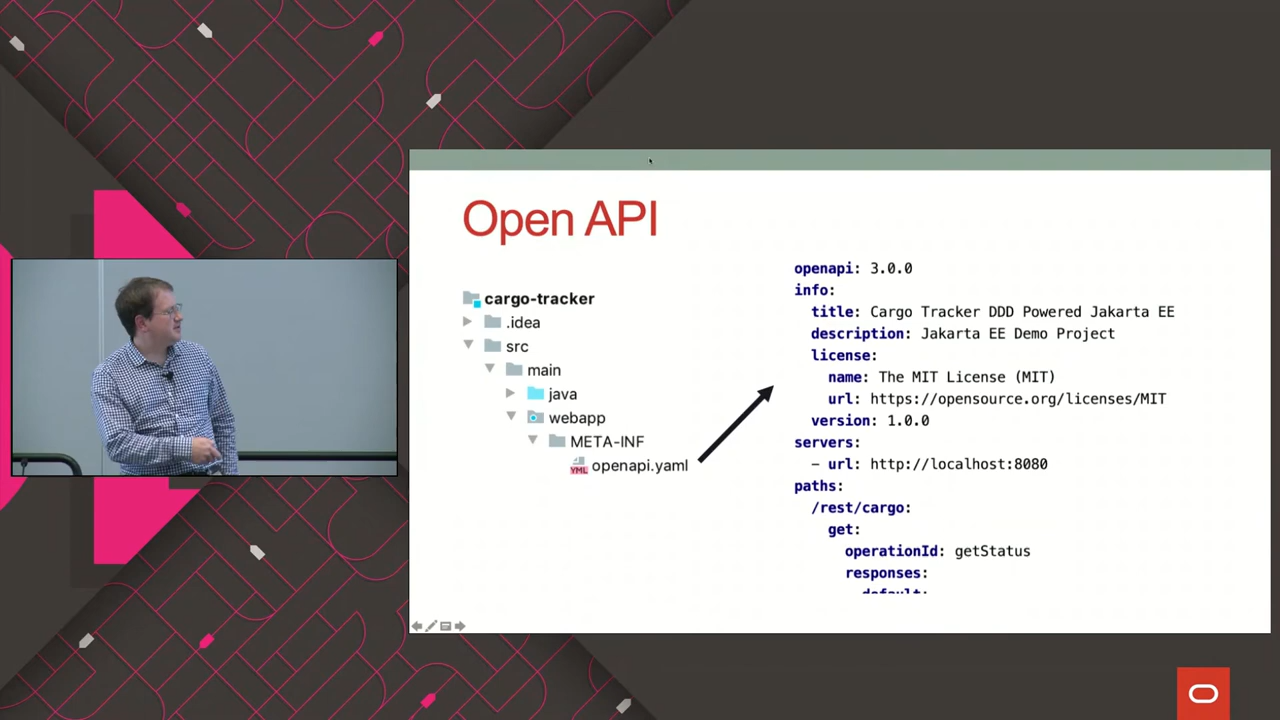 Open API
cargo-tracker
.idea
src
main
java
webapp
META-INF
YML openapi.yaml
openapi: 3.0.0
info:
title: Cargo Tracker DDD Powered Jakarta EE
description: Jakarta EE Demo Project
license:
name: The MIT License (MIT)
url: https://opensource.org/licenses/MIT
version: 1.0.0
servers:
- url: http://localhost:8080
paths:
/rest/cargo:
get:
operationId: getStatus
responses:
default: